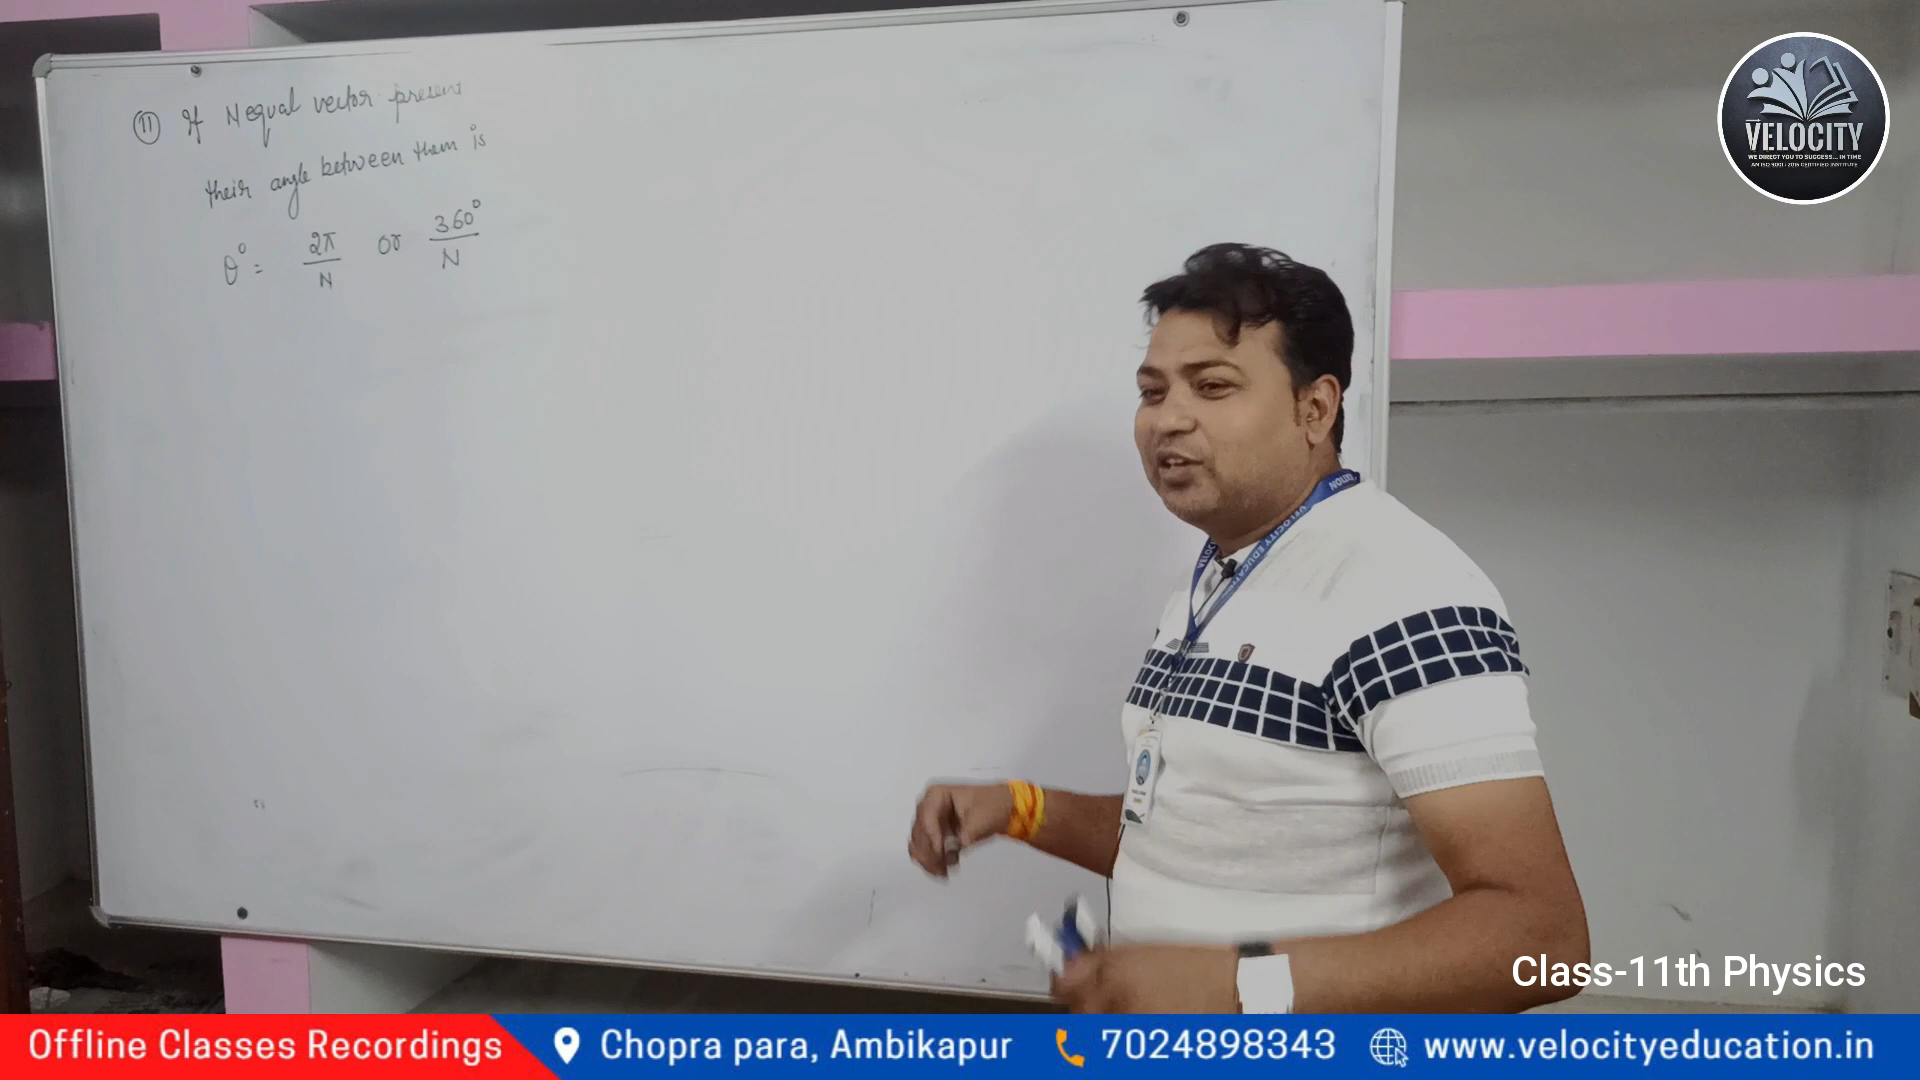 11 If N equal vector present
their angle between them is
θ° = 2π/N or 360°/N
VELOCITY
WE DIRECT YOU TO SUCCESS... IN TIME
AN ISO 9001 : 2015 CERTIFIED INSTITUTE
Class-11th Physics
Offline Classes Recordings
Chopra para, Ambikapur
7024898343
www.velocityeducation.in